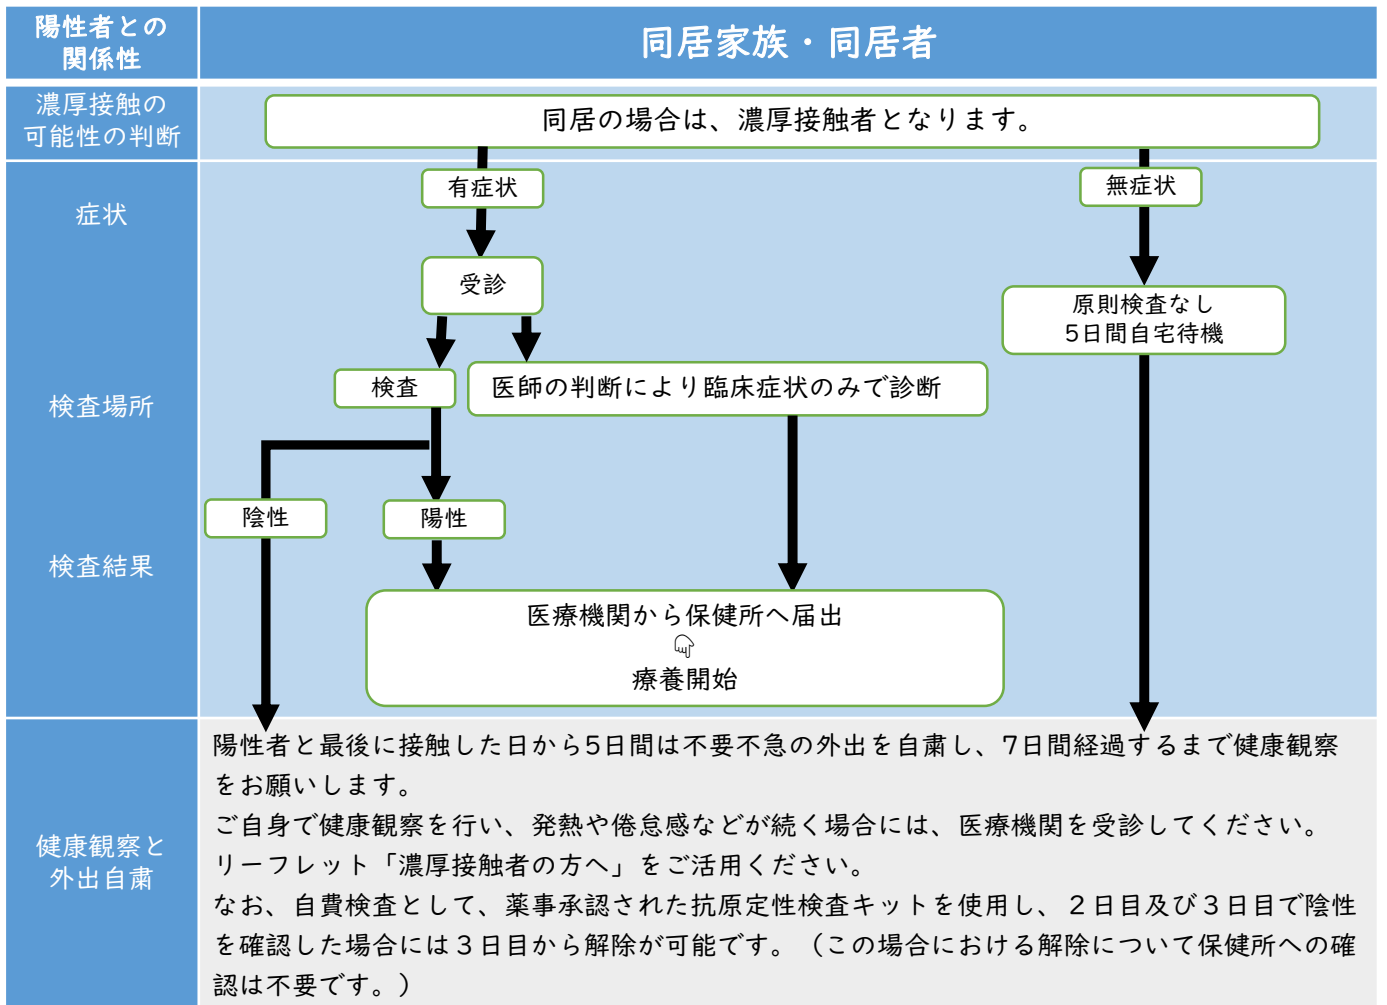 陽性者との
関係性
同居家族・同居者
濃厚接触の
可能性の判断
同居の場合は、濃厚接触者となります。
症状
有症状
無症状
受診
原則検査なし
5日間自宅待機
検査場所
検査
医師の判断により臨床症状のみで診断
陰性
陽性
検査結果
医療機関から保健所へ届出
☟
療養開始
健康観察と
外出自粛
陽性者と最後に接触した日から5日間は不要不急の外出を自粛し、7日間経過するまで健康観察
をお願いします。
ご自身で健康観察を行い、発熱や倦怠感などが続く場合には、医療機関を受診してください。
リーフレット「濃厚接触者の方へ」をご活用ください。
なお、自費検査として、薬事承認された抗原定性検査キットを使用し、２日目及び３日目で陰性
を確認した場合には３日目から解除が可能です。（この場合における解除について保健所への確
認は不要です。）